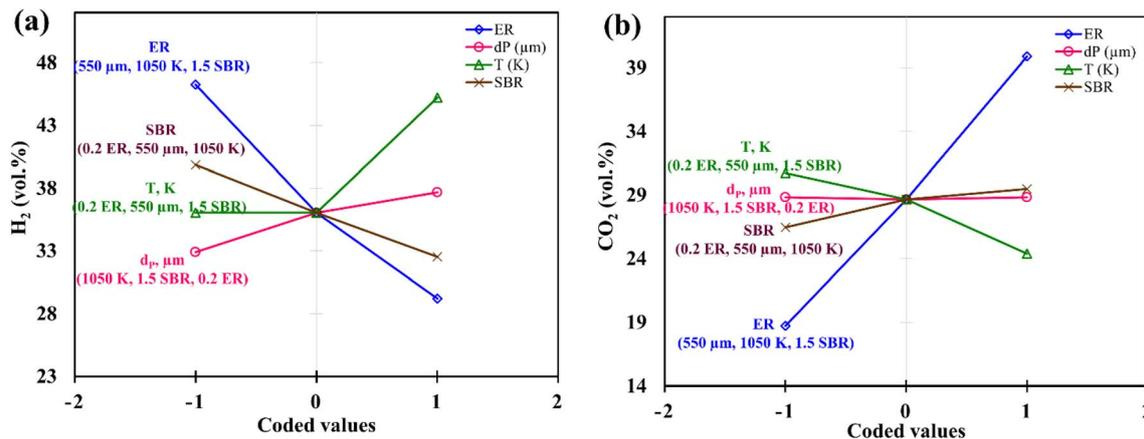 (a)
ER
dP (µm)
T (K)
SBR
48
43
38
33
28
23
H₂ (vol.%)
ER
(550 µm, 1050 K, 1.5 SBR)
SBR
(0.2 ER, 550 µm, 1050 K)
T, K
(0.2 ER, 550 µm, 1.5 SBR)
dₚ, µm
(1050 K, 1.5 SBR, 0.2 ER)
-2
-1
0
1
2
Coded values
(b)
ER
dP (µm)
T (K)
SBR
39
34
29
24
19
14
CO₂ (vol.%)
T, K
(0.2 ER, 550 µm, 1.5 SBR)
dₚ, µm
(1050 K, 1.5 SBR, 0.2 ER)
SBR
(0.2 ER, 550 µm, 1050 K)
ER
(550 µm, 1050 K, 1.5 SBR)
-2
-1
0
1
Coded values